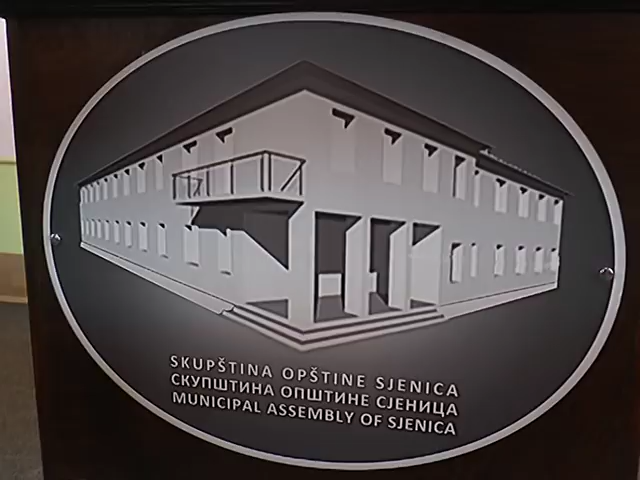 SKUPŠTINA OPŠTINE SJENICA
СКУПШТИНА ОПШТИНЕ СЈЕНИЦА
MUNICIPAL ASSEMBLY OF SJENICA